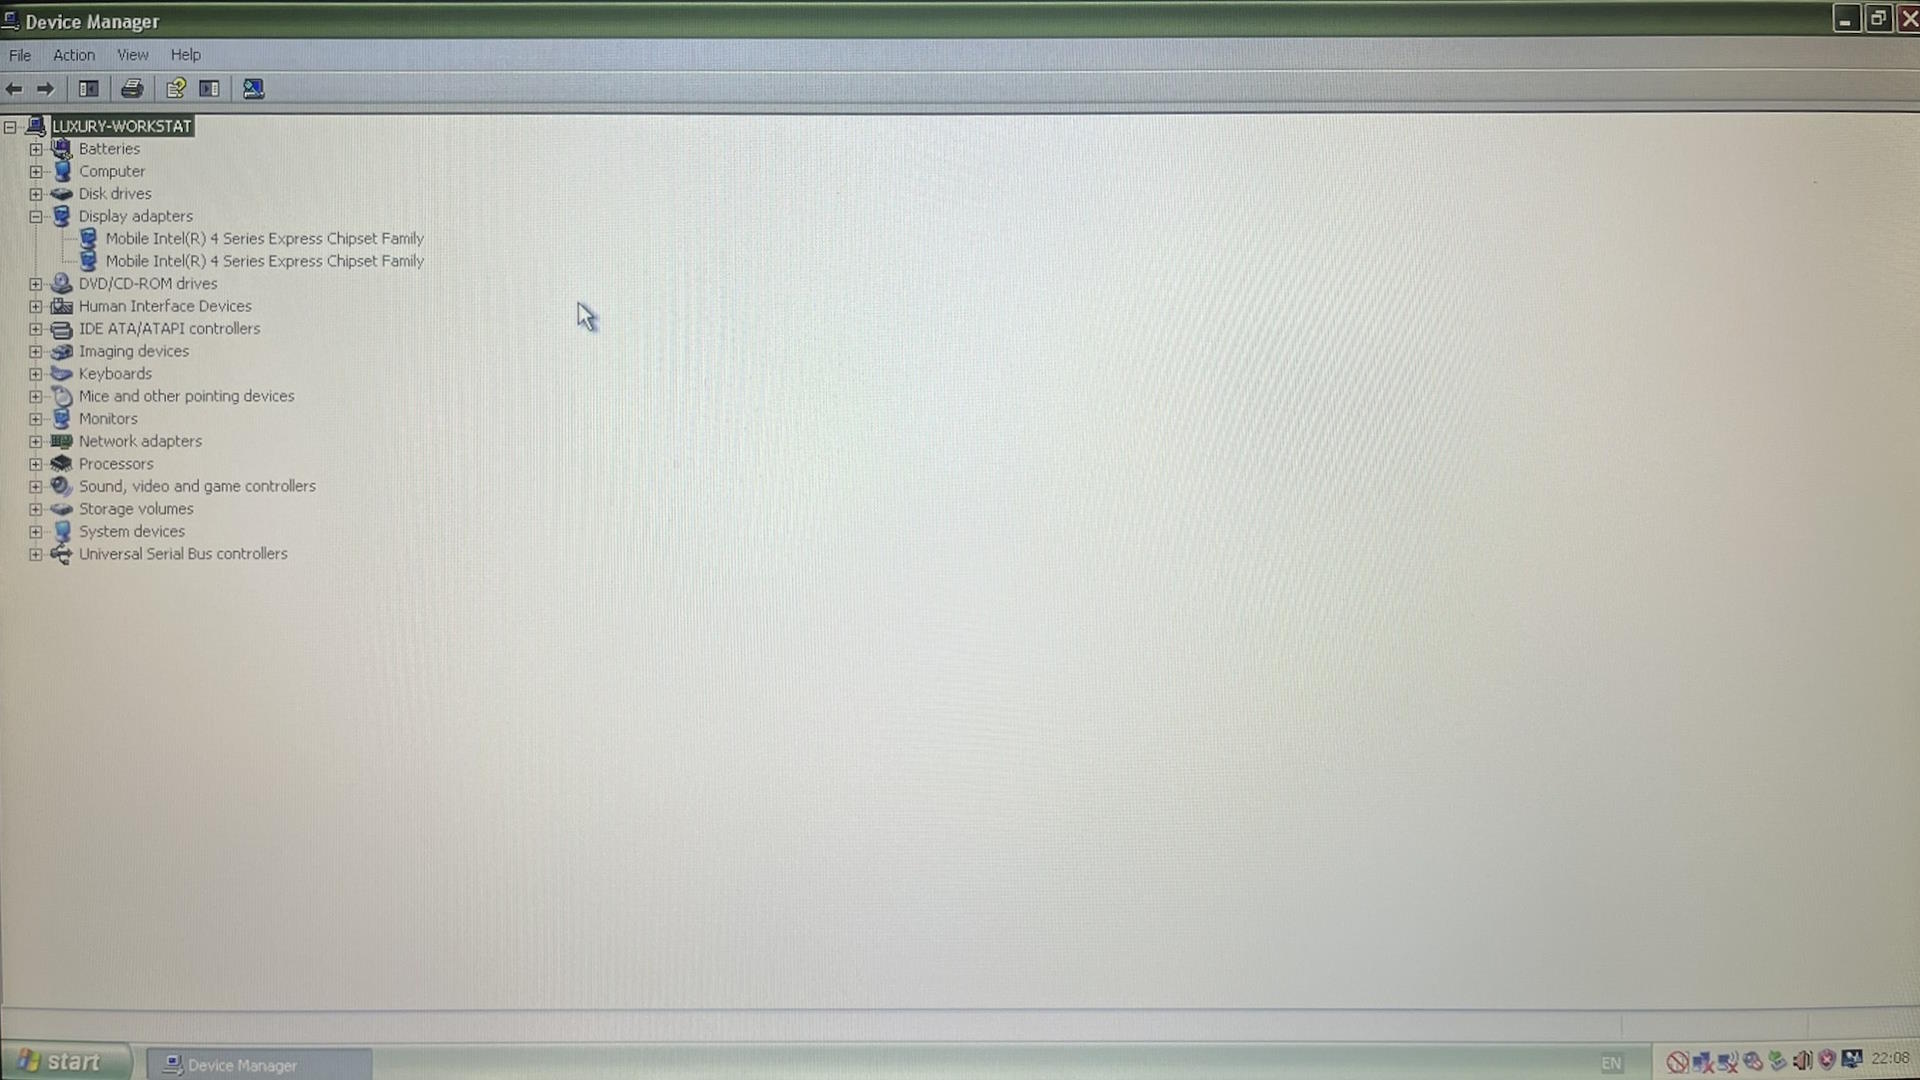 Device Manager
File Action View Help
LUXURY-WORKSTAT
Batteries
Computer
Disk drives
Display adapters
Mobile Intel(R) 4 Series Express Chipset Family
Mobile Intel(R) 4 Series Express Chipset Family
DVD/CD-ROM drives
Human Interface Devices
IDE ATA/ATAPI controllers
Imaging devices
Keyboards
Mice and other pointing devices
Monitors
Network adapters
Processors
Sound, video and game controllers
Storage volumes
System devices
Universal Serial Bus controllers
start Device Manager EN 22:08